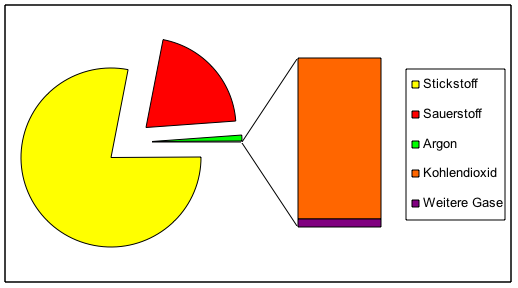 Stickstoff
Sauerstoff
Argon
Kohlendioxid
Weitere Gase